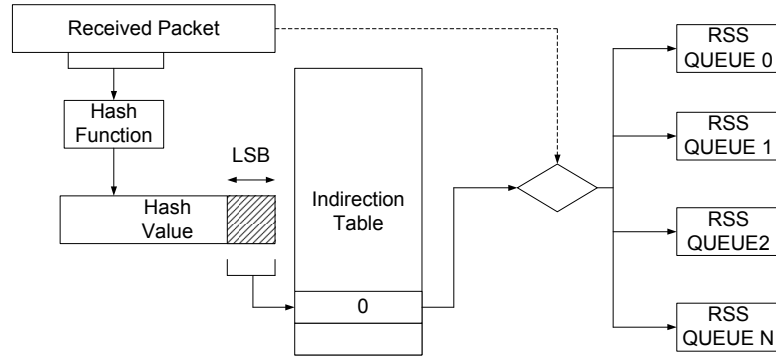 Received Packet
Hash
Function
LSB
Hash
Value
Indirection
Table
0
RSS
QUEUE 0
RSS
QUEUE 1
RSS
QUEUE2
RSS
QUEUE N